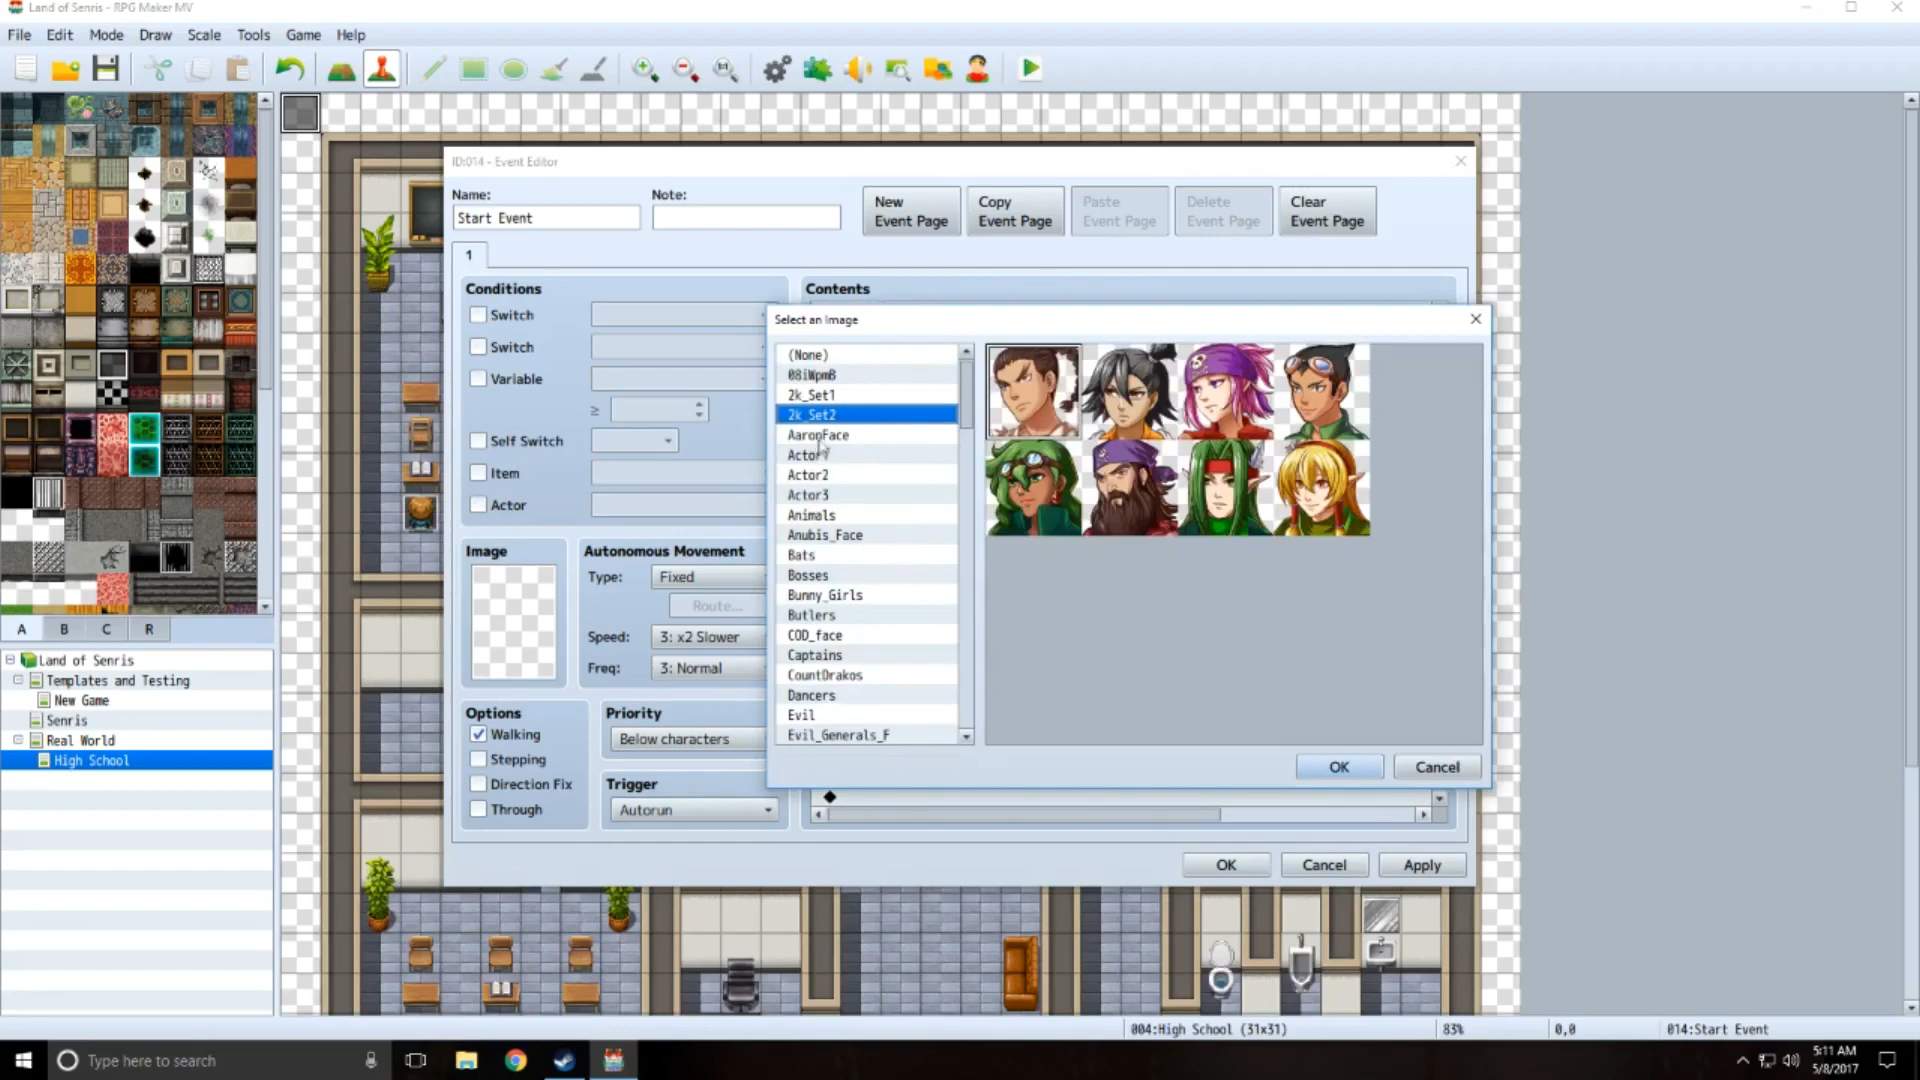 Land of Senris - RPG Maker MV
File Edit Mode Draw Scale Tools Game Help
ID:014 - Event Editor
Name:
Note:
Start Event
New Event Page
Copy Event Page
Paste Event Page
Delete Event Page
Clear Event Page
1
Conditions
Switch
Switch
Variable
≥
Self Switch
Item
Actor
Image
Autonomous Movement
Type: Fixed
Route...
Speed: 3: x2 Slower
Freq: 3: Normal
Options
Walking
Stepping
Direction Fix
Through
Priority
Below characters
Trigger
Autorun
Contents
Select an Image
(None)
08iWpmB
2k_Set1
2k_Set2
AaronFace
Actor
Actor2
Actor3
Animals
Anubis_Face
Bats
Bosses
Bunny_Girls
Butlers
COD_face
Captains
CountDrakos
Dancers
Evil
Evil_Generals_F
OK
Cancel
OK
Cancel
Apply
A B C R
Land of Senris
Templates and Testing
New Game
Senris
Real World
High School
004:High School (31x31)
83%
0,0
014:Start Event
Type here to search
5:11 AM
5/8/2017